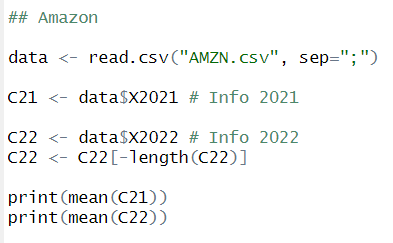 ## Amazon
data <- read.csv("AMZN.csv", sep=";")
C21 <- data$X2021 # Info 2021
C22 <- data$X2022 # Info 2022
C22 <- C22[-length(C22)]
print(mean(C21))
print(mean(C22))